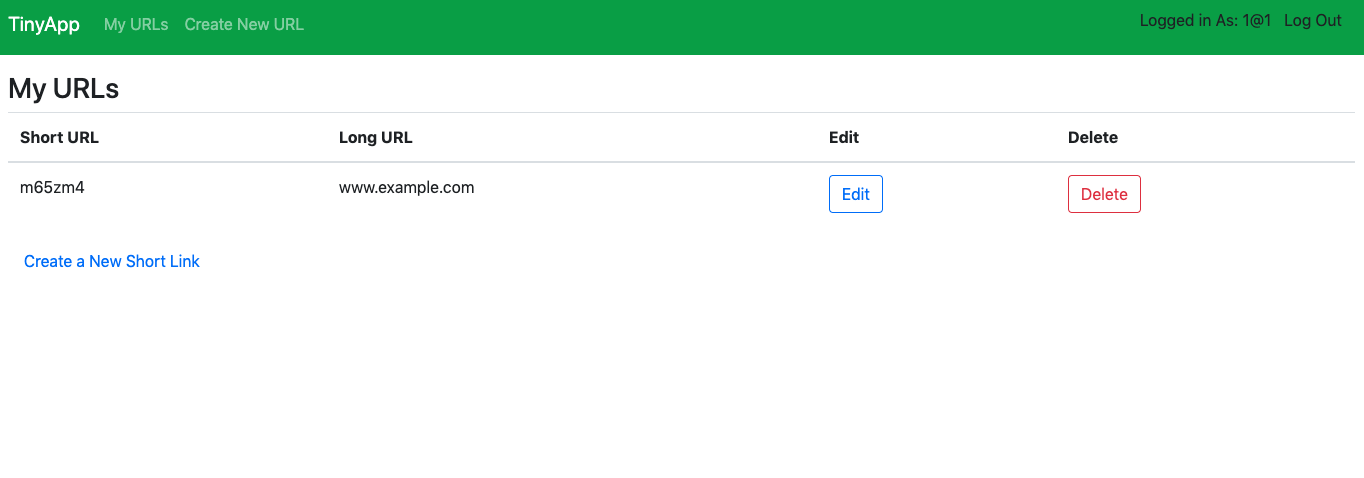 TinyApp My URLs Create New URL Logged in As: 1@1 Log Out
My URLs
Short URL Long URL Edit Delete
m65zm4 www.example.com Edit Delete
Create a New Short Link